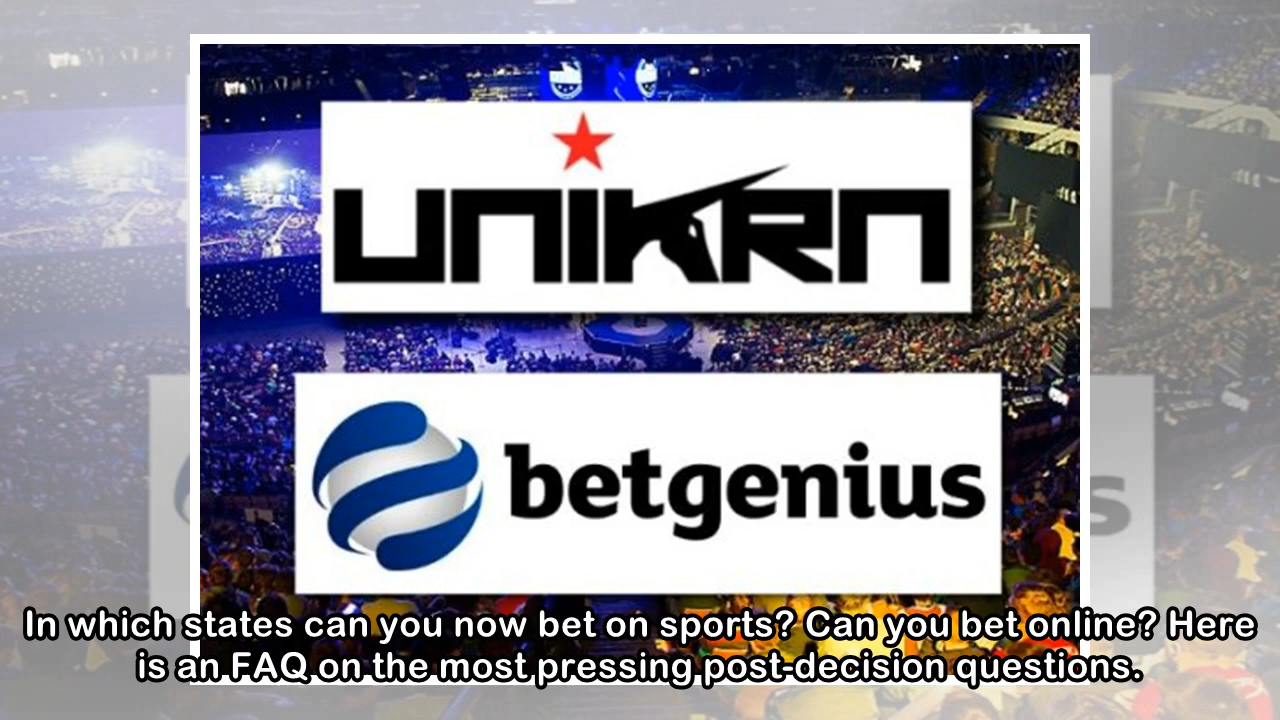 UNIKRN
betgenius
s
In which states can you now bet on sports? Can you bet online? Here
is an FAQ on the most pressing post-decision questions.